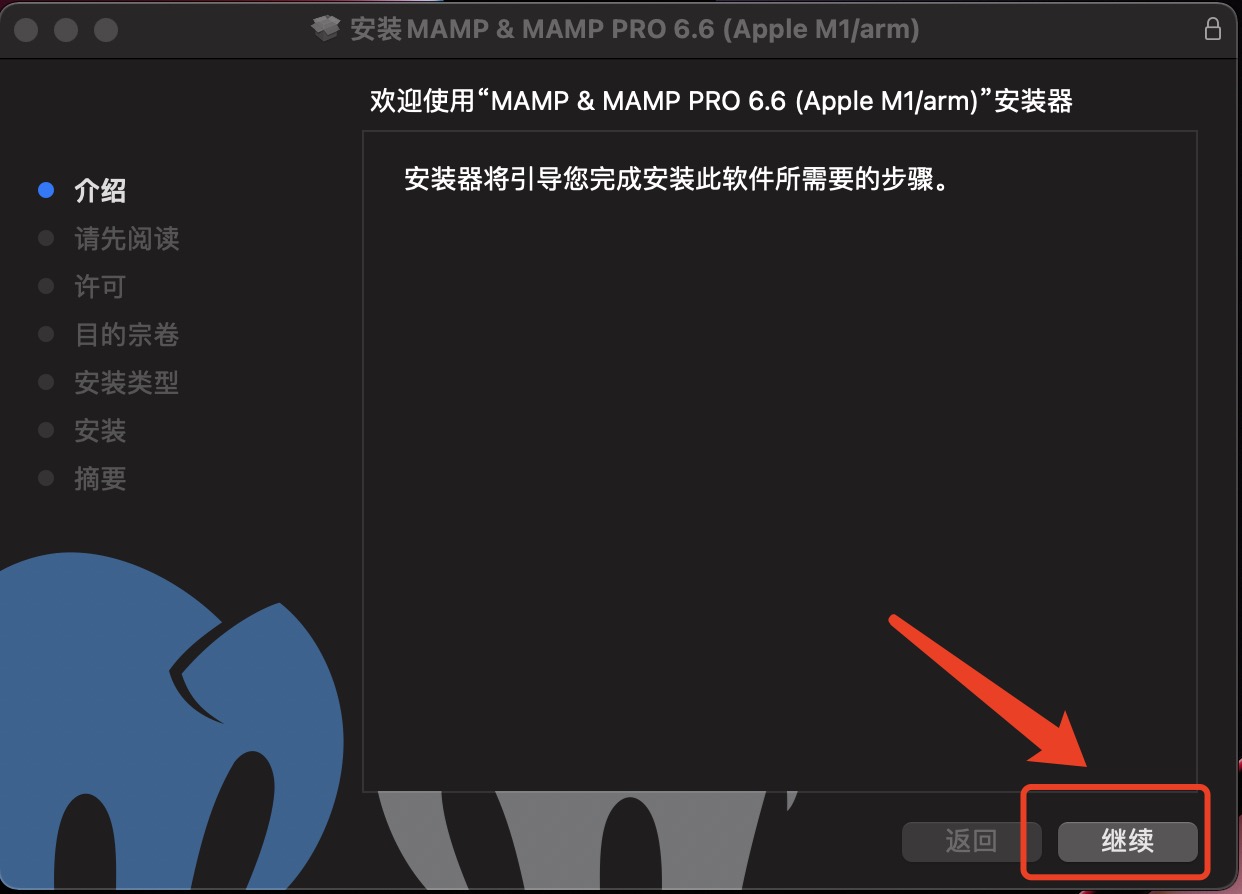 安装MAMP & MAMP PRO 6.6 (Apple M1/arm)
欢迎使用“MAMP & MAMP PRO 6.6 (Apple M1/arm)”安装器
安装器将引导您完成安装此软件所需要的步骤。
介绍
请先阅读
许可
目的宗卷
安装类型
安装
摘要
返回
继续